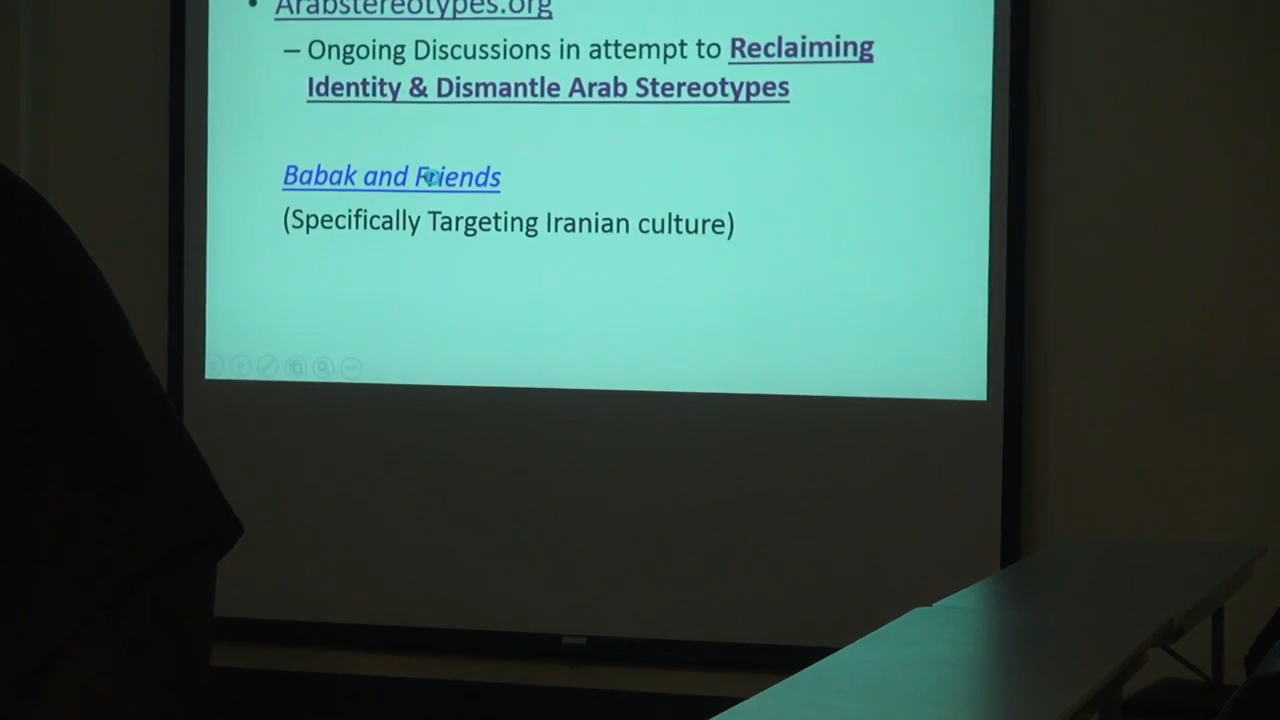 • Arabstereotypes.org
– Ongoing Discussions in attempt to Reclaiming
Identity & Dismantle Arab Stereotypes
Babak and Friends
(Specifically Targeting Iranian culture)